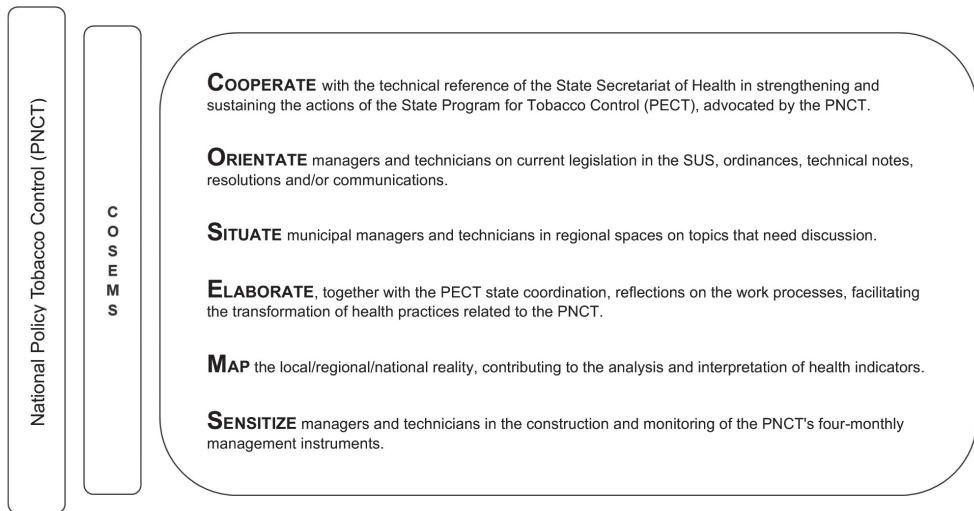 National Policy Tobacco Control (PNCT)
C
O
S
E
M
S
COOPERATE with the technical reference of the State Secretariat of Health in strengthening and
sustaining the actions of the State Program for Tobacco Control (PECT), advocated by the PNCT.
ORIENTATE managers and technicians on current legislation in the SUS, ordinances, technical notes,
resolutions and/or communications.
SITUATE municipal managers and technicians in regional spaces on topics that need discussion.
ELABORATE, together with the PECT state coordination, reflections on the work processes, facilitating
the transformation of health practices related to the PNCT.
MAP the local/regional/national reality, contributing to the analysis and interpretation of health indicators.
SENSITIZE managers and technicians in the construction and monitoring of the PNCT's four-monthly
management instruments.